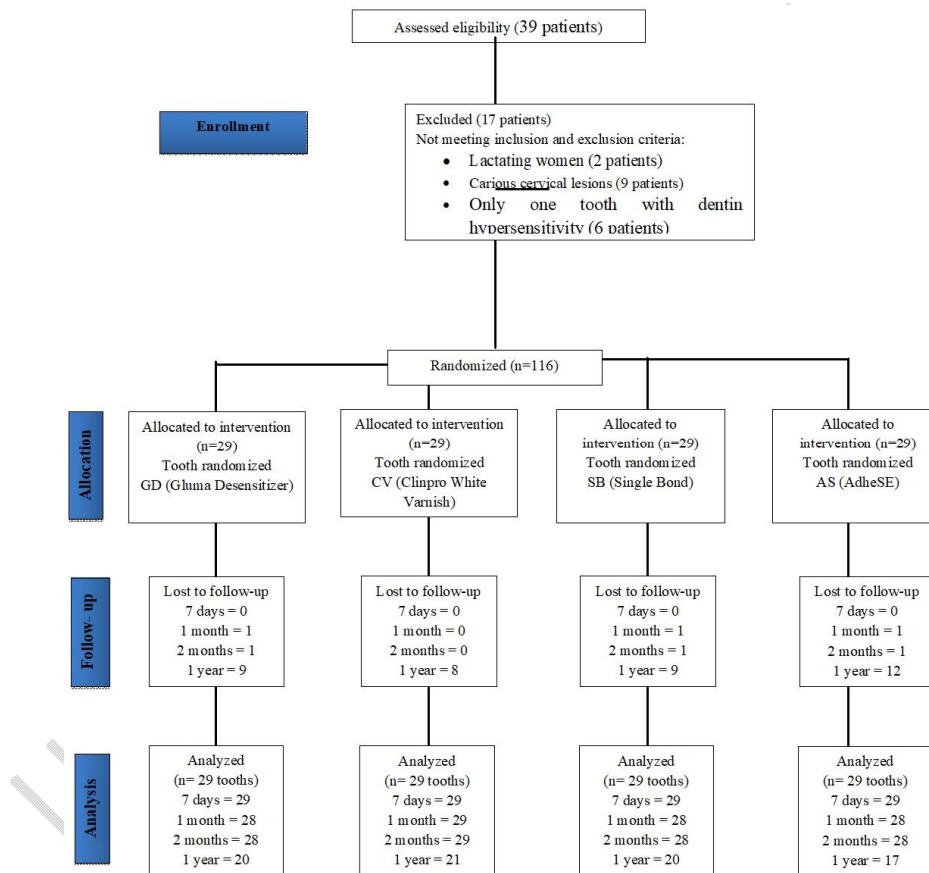 Assessed eligibility (39 patients)
Enrollment
Excluded (17 patients)
Not meeting inclusion and exclusion criteria:
• Lactating women (2 patients)
• Carious cervical lesions (9 patients)
• Only one tooth with dentin
hypersensitivity (6 patients)
Randomized (n=116)
Allocation
Allocated to intervention
(n=29)
Tooth randomized
GD (Gluma Desensitizer)
Allocated to intervention
(n=29)
Tooth randomized
CV (Clinpro White
Varnish)
Allocated to
intervention (n=29)
Tooth randomized
SB (Single Bond)
Allocated to
intervention (n=29)
Tooth randomized
AS (AdheSE)
Follow- up
Lost to follow-up
7 days = 0
1 month = 1
2 months = 1
1 year = 9
Lost to follow-up
7 days = 0
1 month = 0
2 months = 0
1 year = 8
Lost to follow-up
7 days = 0
1 month = 1
2 months = 1
1 year = 9
Lost to follow-up
7 days = 0
1 month = 1
2 months = 1
1 year = 12
Analysis
Analyzed
(n= 29 tooths)
7 days = 29
1 month = 28
2 months = 28
1 year = 20
Analyzed
(n= 29 tooths)
7 days = 29
1 month = 29
2 months = 29
1 year = 21
Analyzed
(n= 29 tooths)
7 days = 29
1 month = 28
2 months = 28
1 year = 20
Analyzed
(n= 29 tooths)
7 days = 29
1 month = 28
2 months = 28
1 year = 17